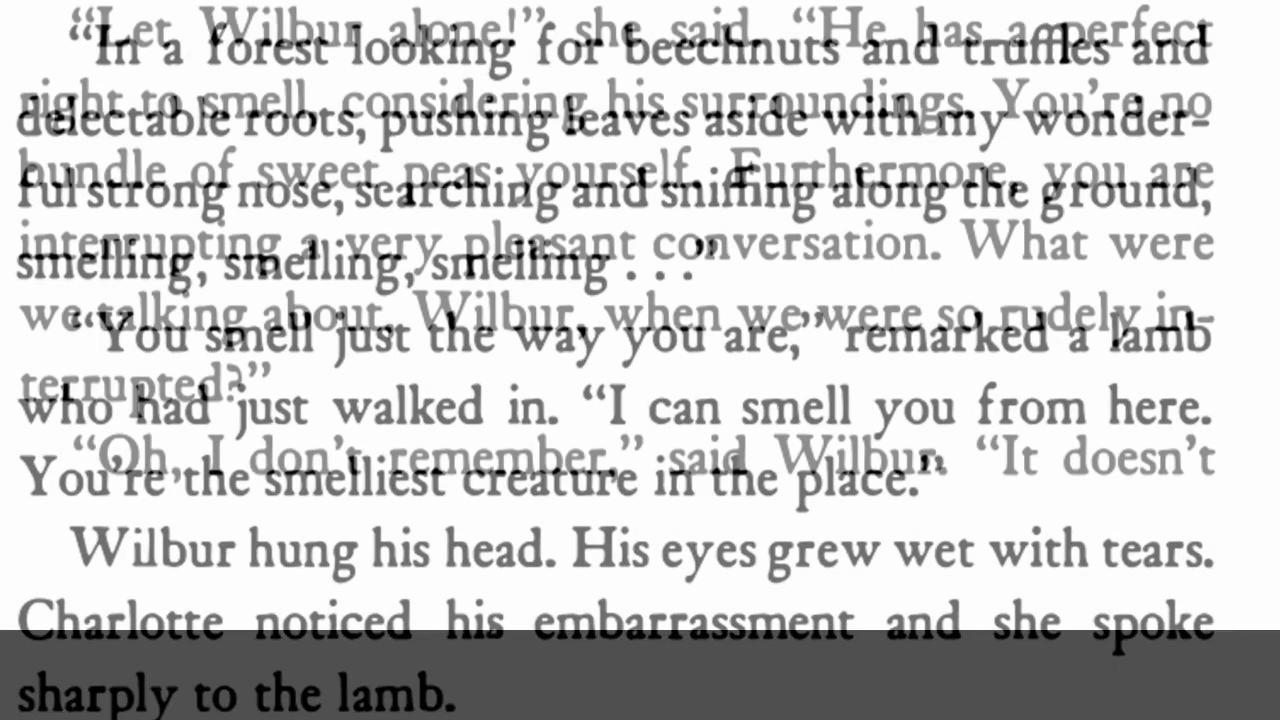 “In a forest looking for beechnuts and truffles and
delectable roots, pushing leaves aside with my wonder-
ful strong nose, searching and sniffing along the ground,
smelling, smelling, smelling . . .”
“You smell just the way you are,” remarked a lamb
who had just walked in. “I can smell you from here.
You’re the smelliest creature in the place.”
Wilbur hung his head. His eyes grew wet with tears.
Charlotte noticed his embarrassment and she spoke
sharply to the lamb.
“Let Wilbur alone!” she said. “He has a perfect
right to smell, considering his surroundings. You’re no
bundle of sweet peas yourself. Furthermore, you are
interrupting a very pleasant conversation. What were
we talking about, Wilbur, when we were so rudely in-
terrupted?”
“Oh, I don’t remember,” said Wilbur. “It doesn’t